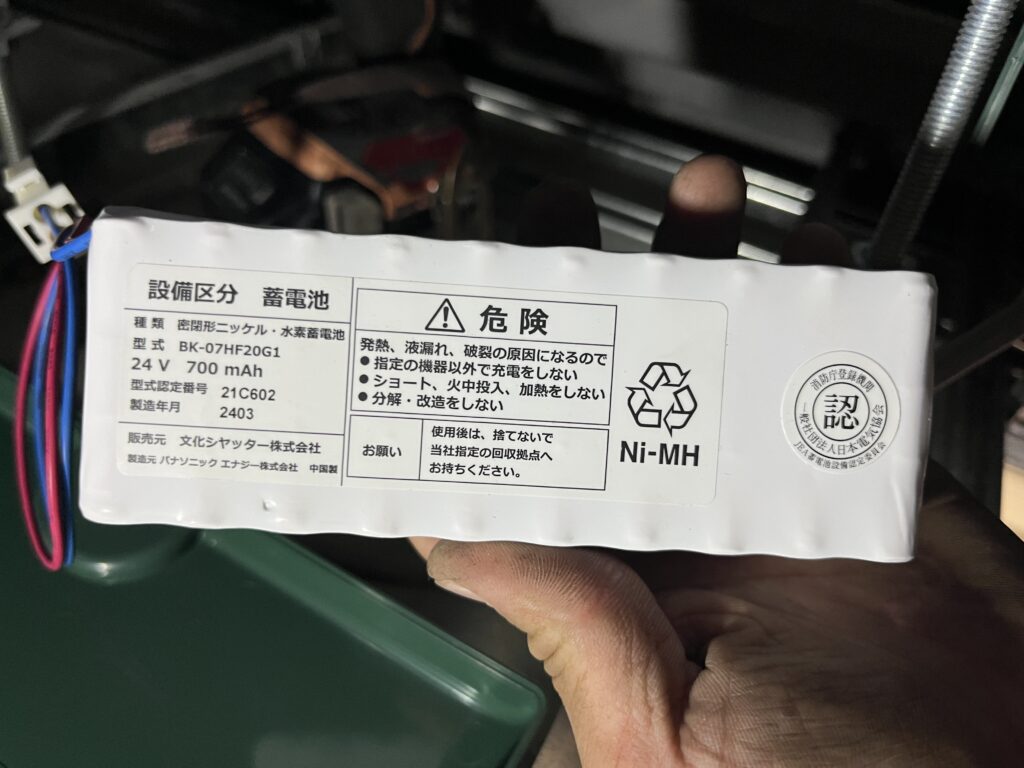 設備区分 蓄電池
種類 密閉形ニッケル・水素蓄電池
型式 BK-07HF20G1
24 V 700 mAh
型式認定番号 21C602
製造年月 2403
販売元 文化シヤッター株式会社
製造元 パナソニック エナジー株式会社 中国製
危険
発熱、液漏れ、破裂の原因になるので
●指定の機器以外で充電をしない
●ショート、火中投入、加熱をしない
●分解・改造をしない
お願い
使用後は、捨てないで
当社指定の回収拠点へ
お持ちください。
Ni-MH
消防庁登録機関
認
一般社団法人日本電気協会
JEA蓄電池設備認定委員会